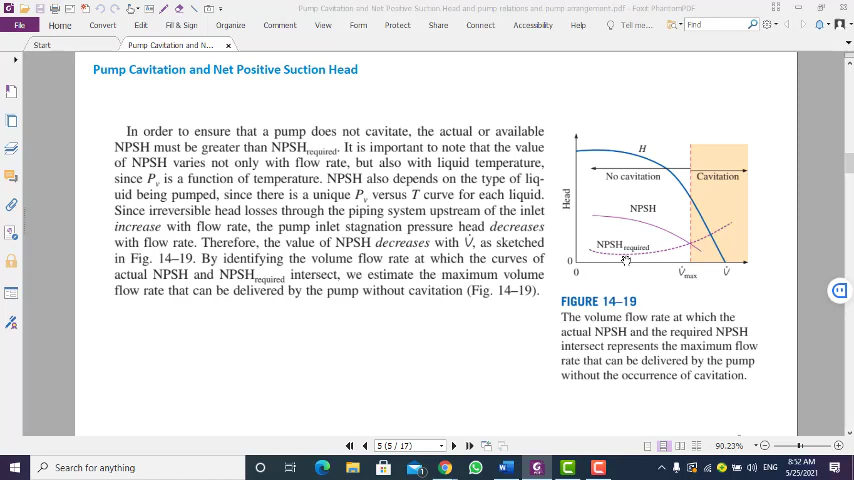 Pump Cavitation and Net Positive Suction Head and pump relations and pump arrangement.pdf - Foxit PhantomPDF
File Home Convert Fill & Sign Organize Comment View Form Protect Share Connect Accessibility Help Tell me... Find
Start Pump Cavitation and N...
Pump Cavitation and Net Positive Suction Head
In order to ensure that a pump does not cavitate, the actual or available
NPSH must be greater than NPSHrequired. It is important to note that the value
of NPSH varies not only with flow rate, but also with liquid temperature,
since Pv is a function of temperature. NPSH also depends on the type of liq-
uid being pumped, since there is a unique Pv versus T curve for each liquid.
Since irreversible head losses through the piping system upstream of the inlet
increase with flow rate, the pump inlet stagnation pressure head decreases
with flow rate. Therefore, the value of NPSH decreases with V̇, as sketched
in Fig. 14–19. By identifying the volume flow rate at which the curves of
actual NPSH and NPSHrequired intersect, we estimate the maximum volume
flow rate that can be delivered by the pump without cavitation (Fig. 14–19).
H
No cavitation Cavitation
Head
NPSH
NPSHrequired
0
0 V̇max V̇
FIGURE 14–19
The volume flow rate at which the
actual NPSH and the required NPSH
intersect represents the maximum flow
rate that can be delivered by the pump
without the occurrence of cavitation.
5 (5 / 17) 90.23%
Search for anything ENG 8:52 AM
5/25/2021